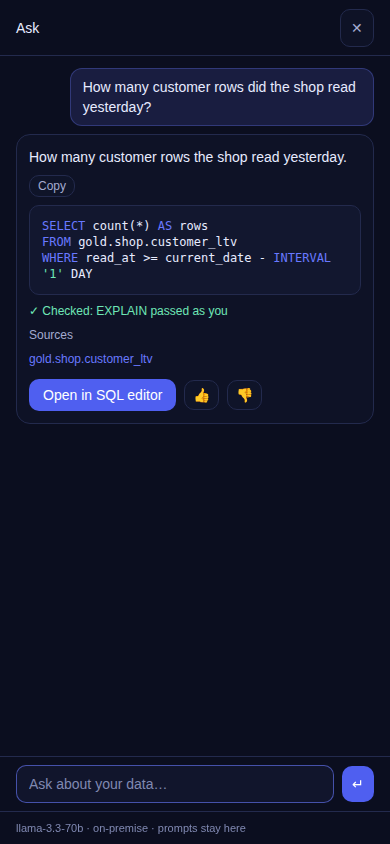 Ask
✕
How many customer rows did the shop read
yesterday?
How many customer rows the shop read yesterday.
Copy
SELECT count(*) AS rows
FROM gold.shop.customer_ltv
WHERE read_at >= current_date - INTERVAL
'1' DAY
✓ Checked: EXPLAIN passed as you
Sources
gold.shop.customer_ltv
Open in SQL editor 👍 👎
Ask about your data…
↵
llama-3.3-70b · on-premise · prompts stay here